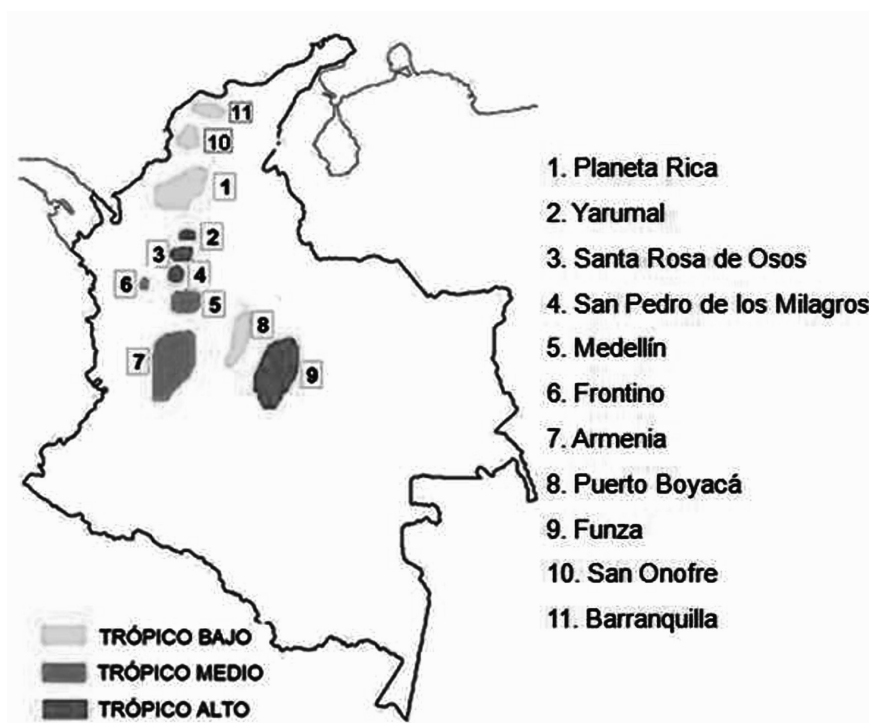 11
10
1
2
3
4
6
5
8
7
9
1. Planeta Rica
2. Yarumal
3. Santa Rosa de Osos
4. San Pedro de los Milagros
5. Medellín
6. Frontino
7. Armenia
8. Puerto Boyacá
9. Funza
10. San Onofre
11. Barranquilla
TRÓPICO BAJO
TRÓPICO MEDIO
TRÓPICO ALTO